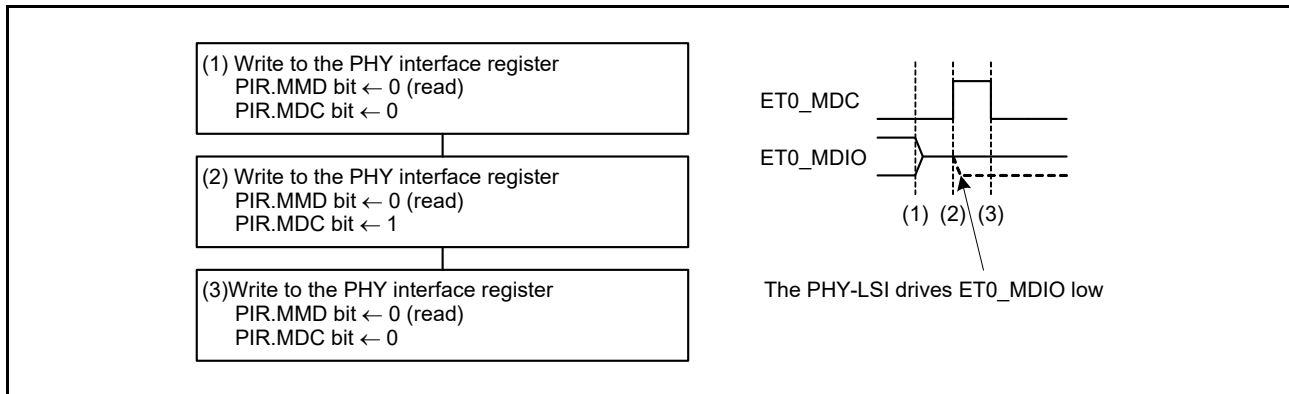 (1) Write to the PHY interface register
PIR.MMD bit ← 0 (read)
PIR.MDC bit ← 0
(2) Write to the PHY interface register
PIR.MMD bit ← 0 (read)
PIR.MDC bit ← 1
(3)Write to the PHY interface register
PIR.MMD bit ← 0 (read)
PIR.MDC bit ← 0
ET0_MDC
ET0_MDIO
(1) (2) (3)
The PHY-LSI drives ET0_MDIO low